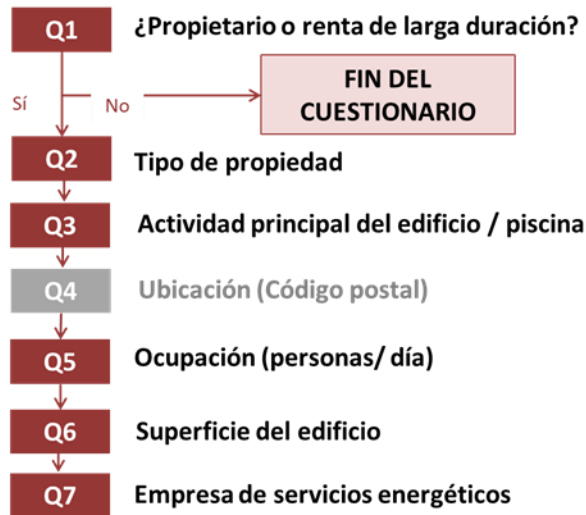 Q1 ¿Propietario o renta de larga duración?
Sí No FIN DEL
CUESTIONARIO
Q2 Tipo de propiedad
Q3 Actividad principal del edificio / piscina
Q4 Ubicación (Código postal)
Q5 Ocupación (personas/ día)
Q6 Superficie del edificio
Q7 Empresa de servicios energéticos